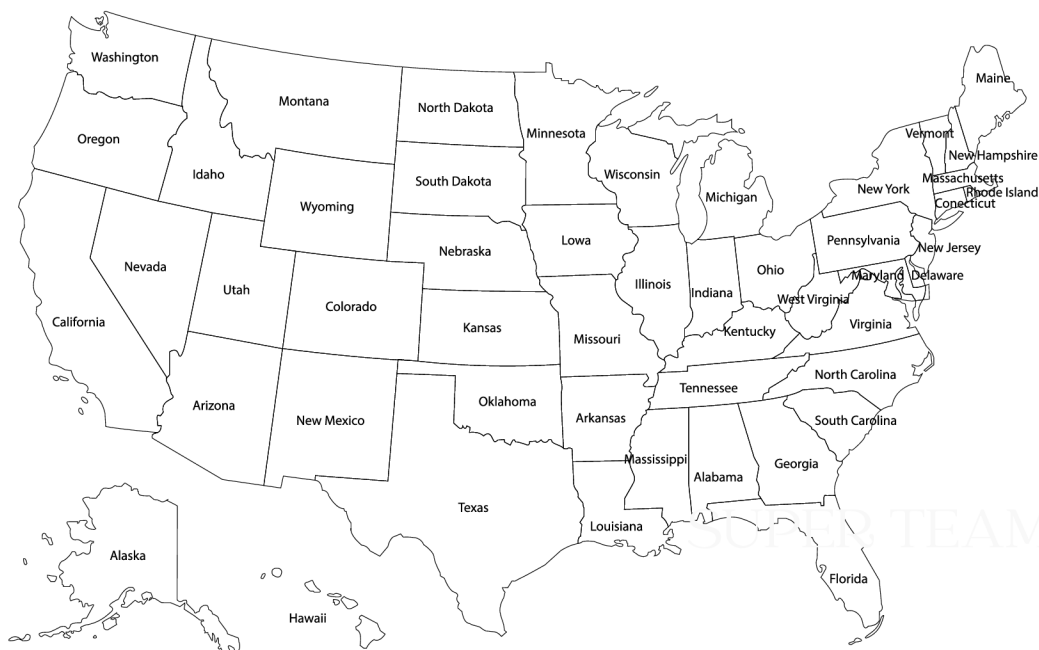 Washington
Maine
Montana
North Dakota
Minnesota
Vermont
Oregon
New Hampshire
Idaho
Wisconsin
Massachusetts
South Dakota
New York
Rhode Island
Michigan
Conecticut
Wyoming
Iowa
Pennsylvania
New Jersey
Nebraska
Nevada
Ohio
Maryland
Delaware
Utah
Illinois
Indiana
West Virginia
Colorado
California
Kansas
Kentucky
Virginia
Missouri
North Carolina
Tennessee
Arizona
Oklahoma
New Mexico
Arkansas
South Carolina
Massissippi
Georgia
Alabama
Texas
Louisiana
SUPER TEAM
Alaska
Florida
Hawaii